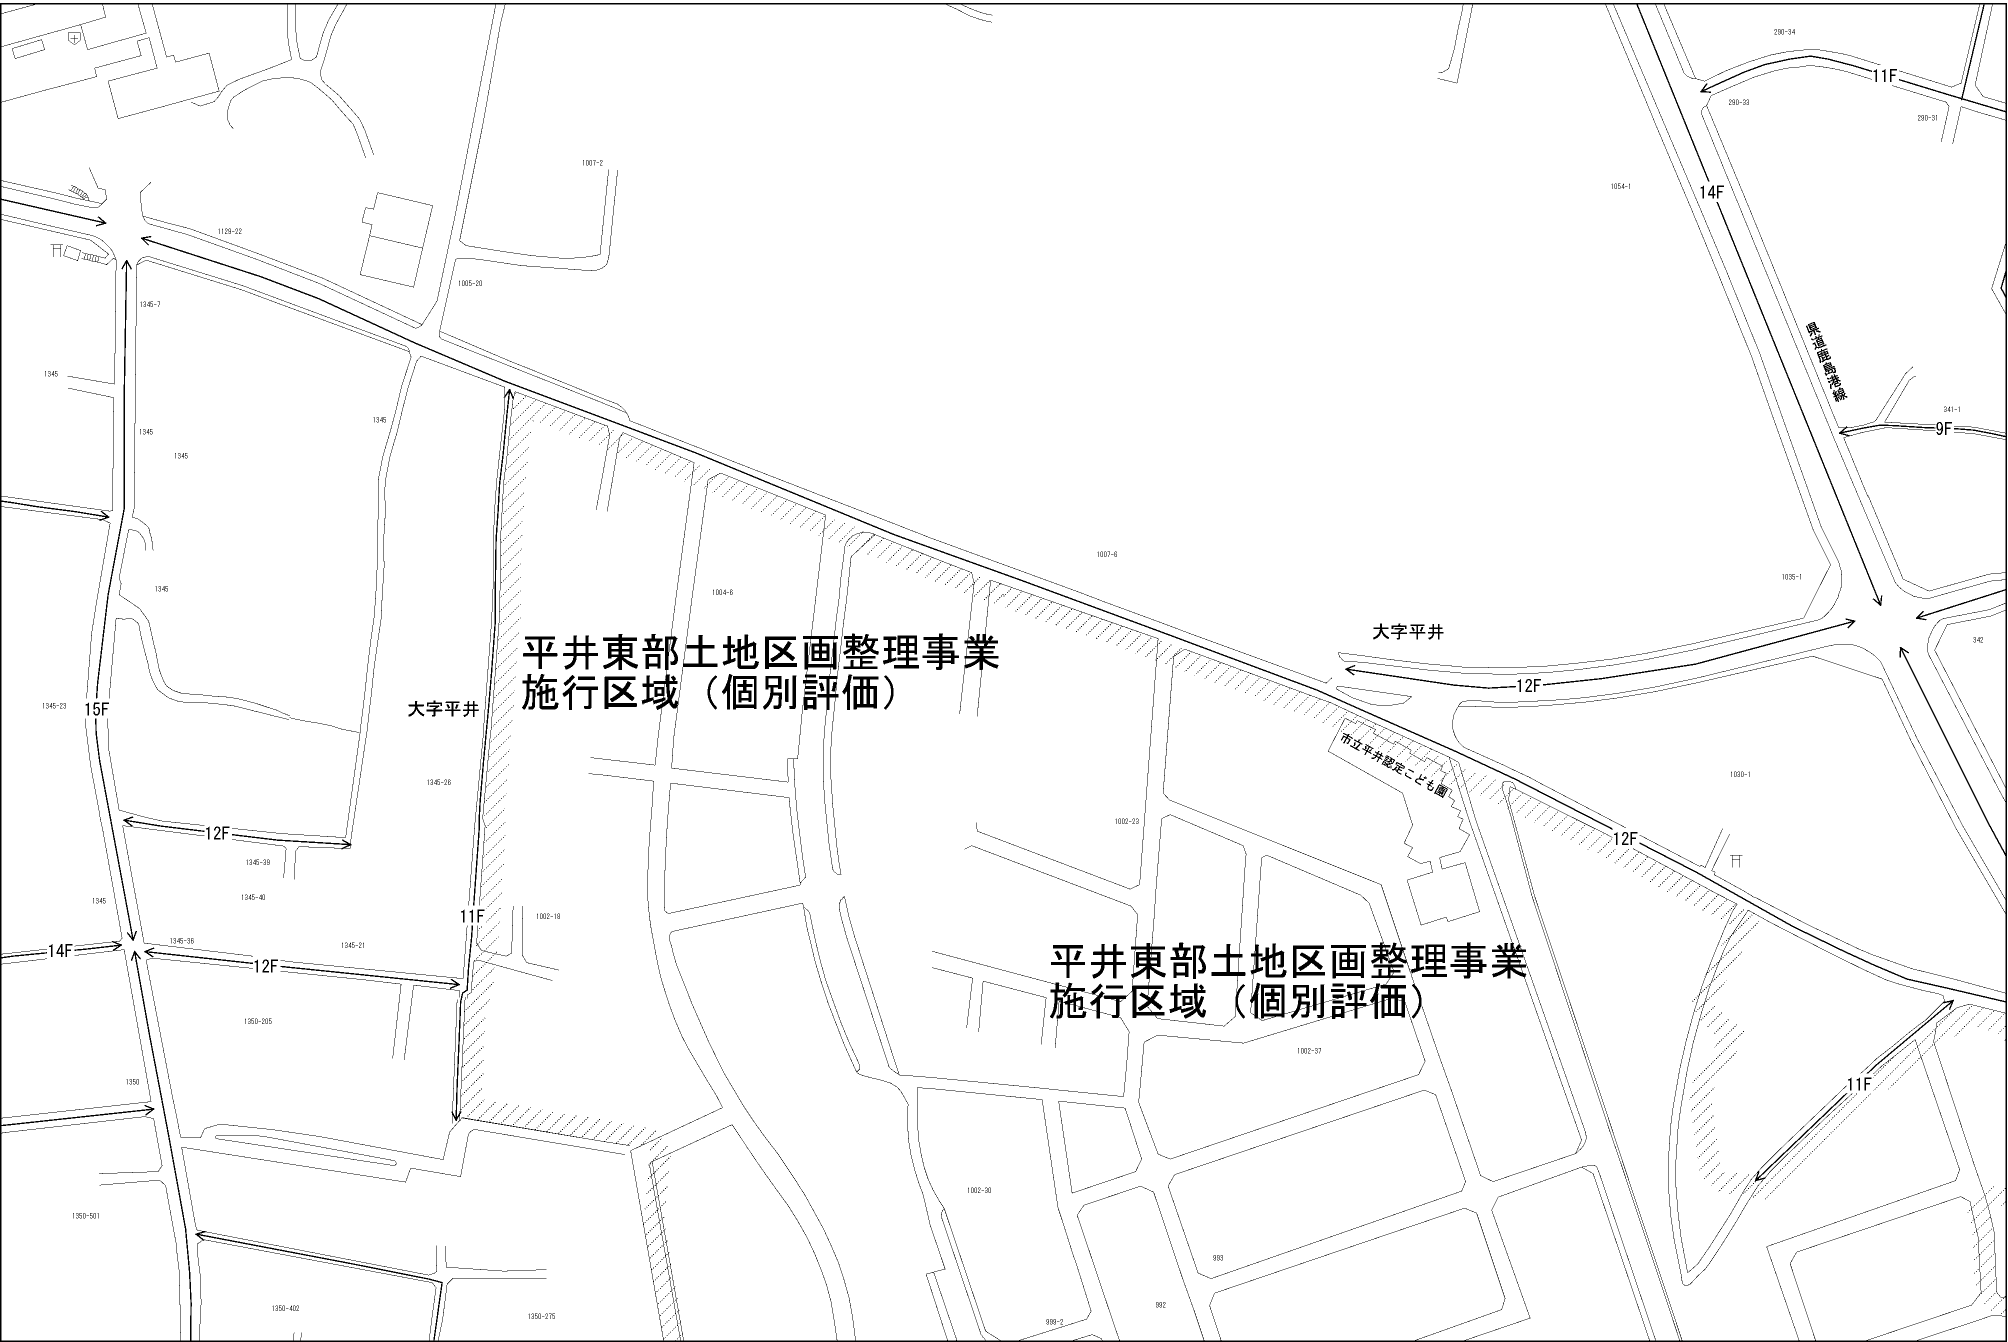 290-34
11F
290-33
290-31
1007-2
1054-1
14F
1129-22
1005-20
1345-7
県道鹿島港線
1345
1345
1345
341-1
9F
1345
1007-6
1035-1
1345
1004-6
大字平井
342
平井東部土地区画整理事業
施行区域（個別評価）
12F
1345-23
15F
大字平井
市立平井認定こども園
1345-26
1030-1
12F
1002-23
12F
1345-39
1345-40
1345
11F
1002-18
14F
1345-36
1345-21
12F
平井東部土地区画整理事業
施行区域（個別評価）
1350-205
1002-37
1350
11F
1002-30
1350-501
993
1350-402
1350-275
992
999-2